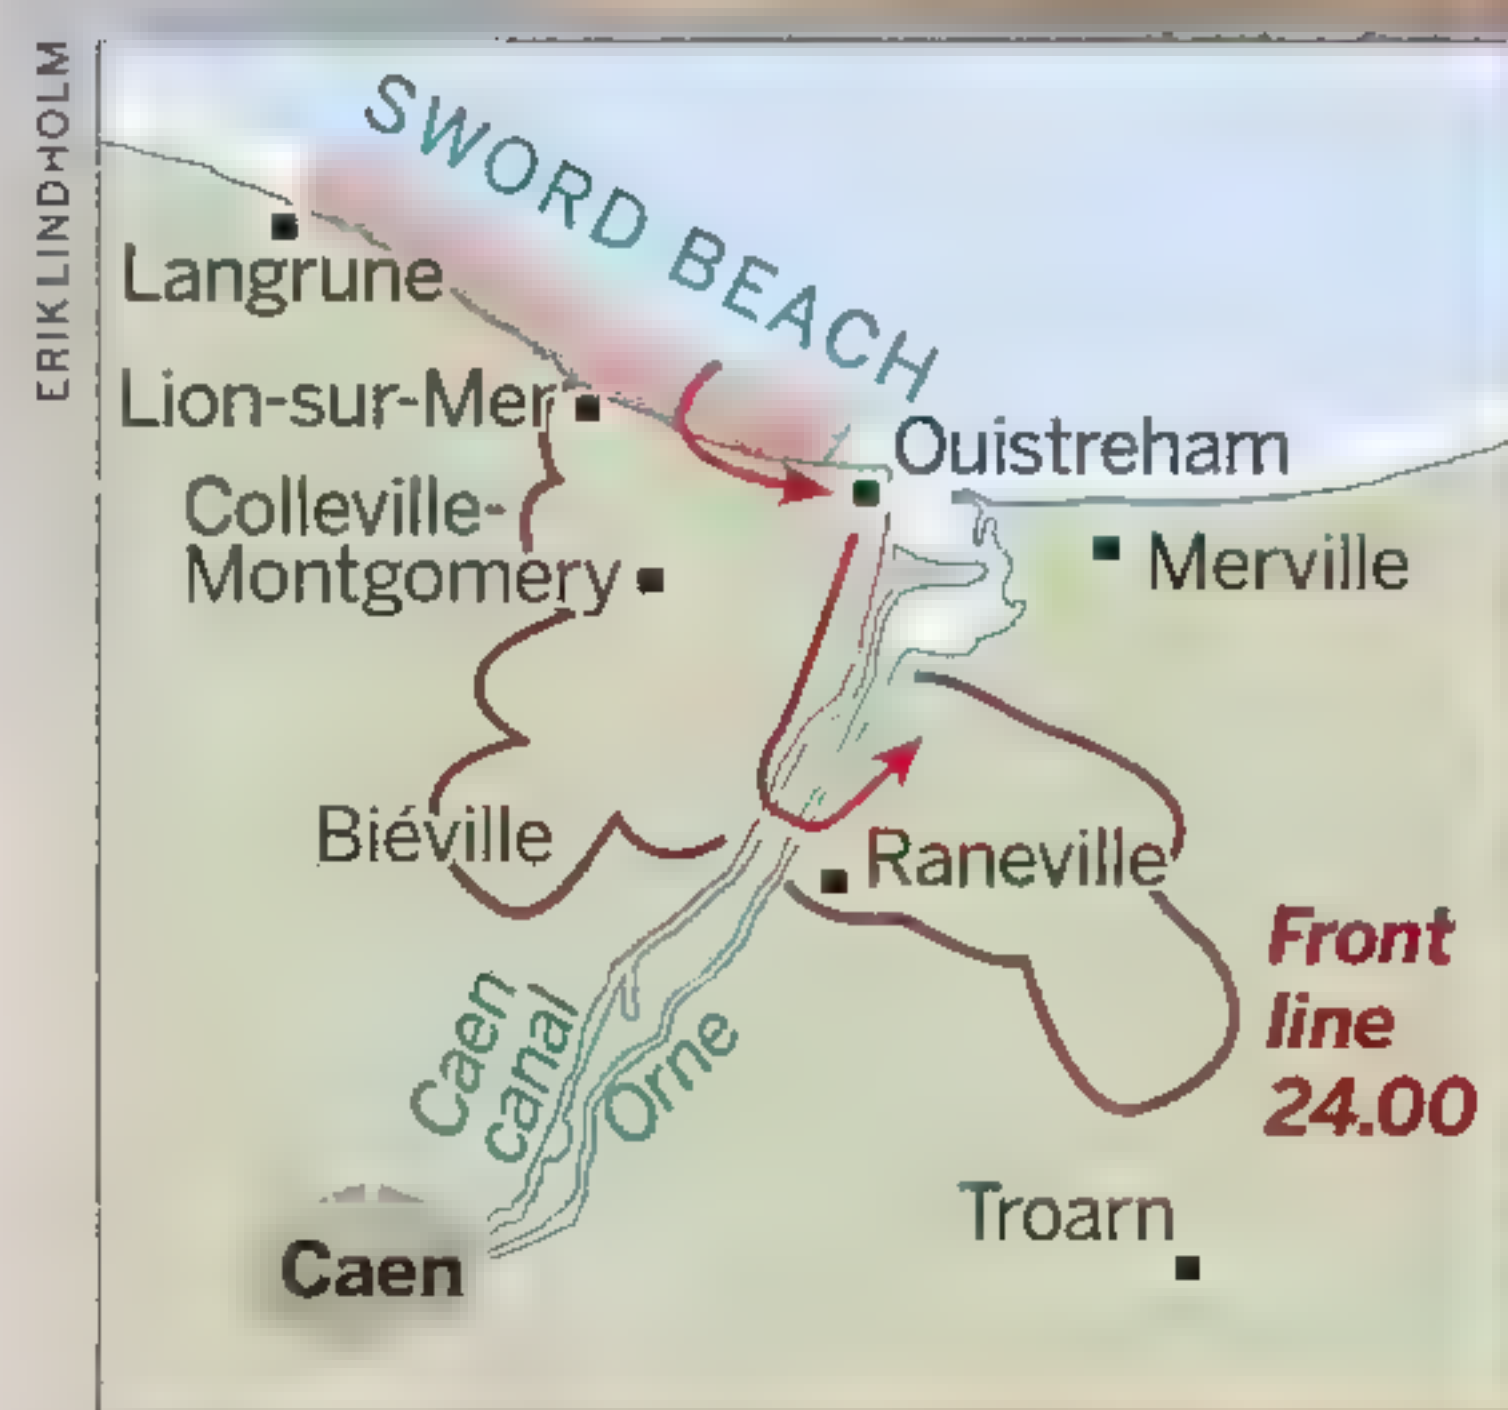 ERIK LINDHOLM
SWORD BEACH
Langrune
Lion-sur-Mer
Ouistreham
Colleville-
Montgomery
Merville
Biéville
Raneville
Front
line
24.00
Caen
canal
Orne
Troarn
Caen